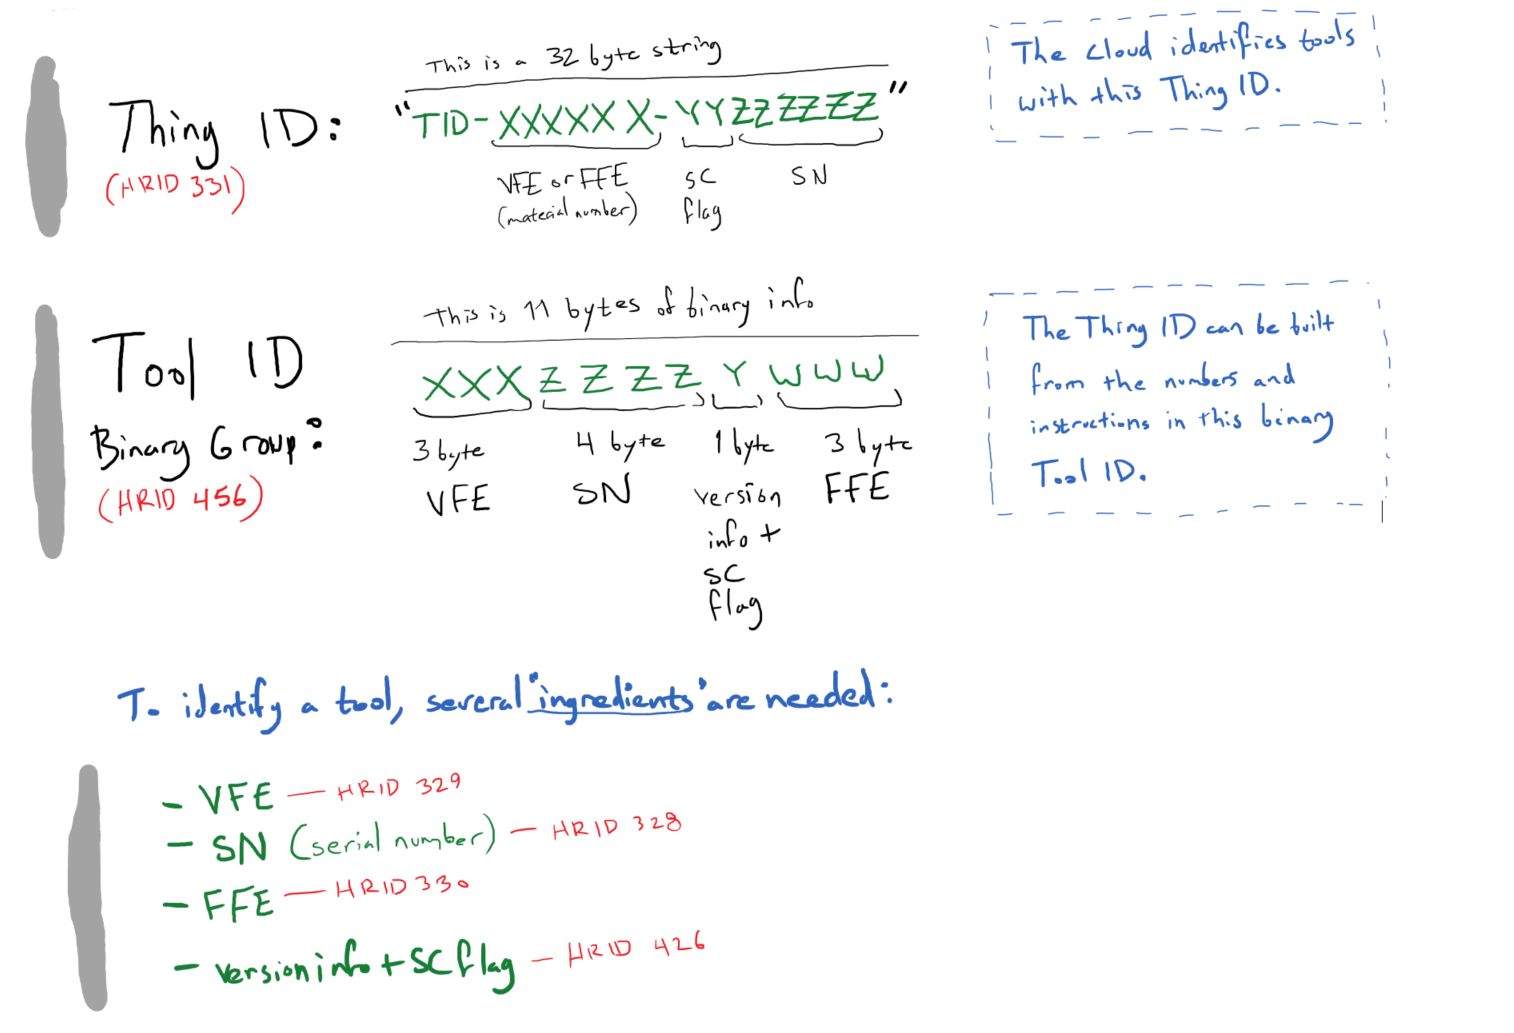 This is a 32 byte string
Thing ID: "TID-XXXXXX-YYZZZZZZ"
(HRID 331)
VFE or FFE
(material number)
SC
flag
SN
The cloud identifies tools
with this Thing ID.
This is 11 bytes of binary info
Tool ID
Binary Group:
(HRID 456)
XXX ZZZZ Y WWW
3 byte
VFE
4 byte
SN
1 byte
version
info +
SC
flag
3 byte
FFE
The Thing ID can be built
from the numbers and
instructions in this binary
Tool ID.
To identify a tool, several "ingredients" are needed:
- VFE — HRID 329
- SN (serial number) — HRID 328
- FFE — HRID 330
- version info + SC flag — HRID 426